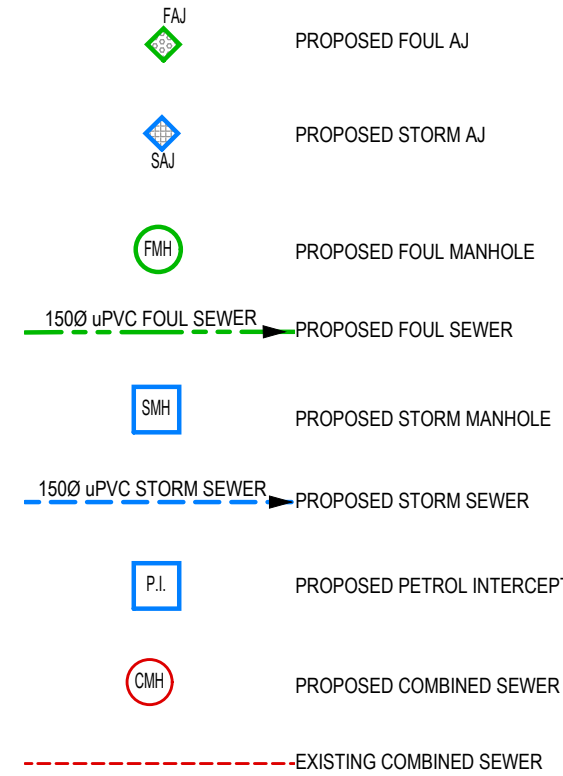 FAJ
PROPOSED FOUL AJ
SAJ
PROPOSED STORM AJ
FMH
PROPOSED FOUL MANHOLE
150Ø uPVC FOUL SEWER
PROPOSED FOUL SEWER
SMH
PROPOSED STORM MANHOLE
150Ø uPVC STORM SEWER
PROPOSED STORM SEWER
P.I.
PROPOSED PETROL INTERCEPT
CMH
PROPOSED COMBINED SEWER
EXISTING COMBINED SEWER